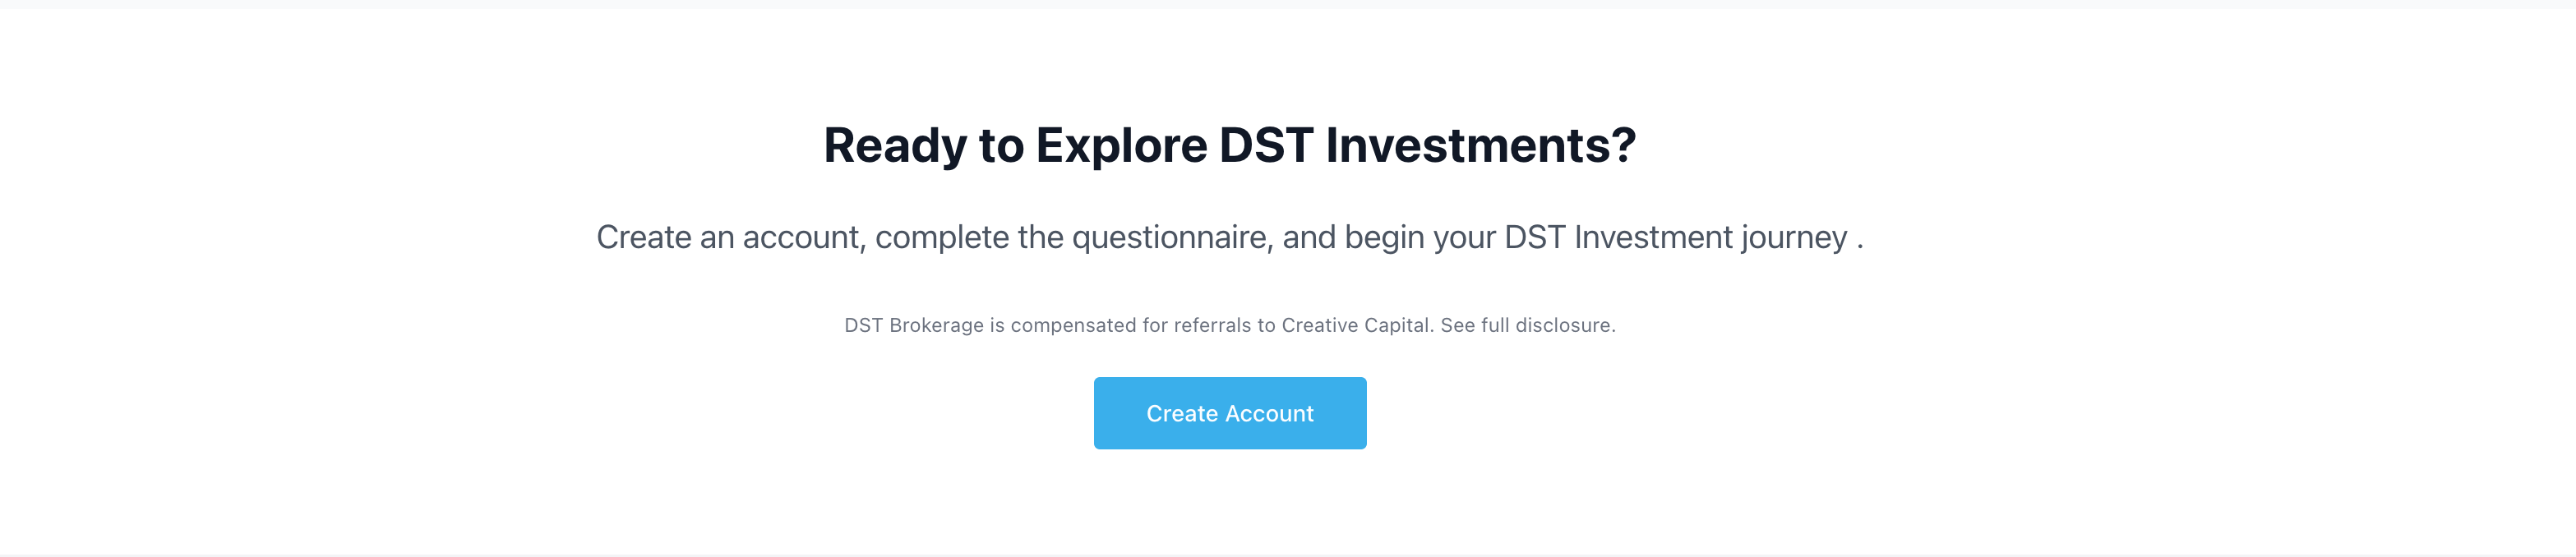 Ready to Explore DST Investments?
Create an account, complete the questionnaire, and begin your DST Investment journey .
DST Brokerage is compensated for referrals to Creative Capital. See full disclosure.
Create Account